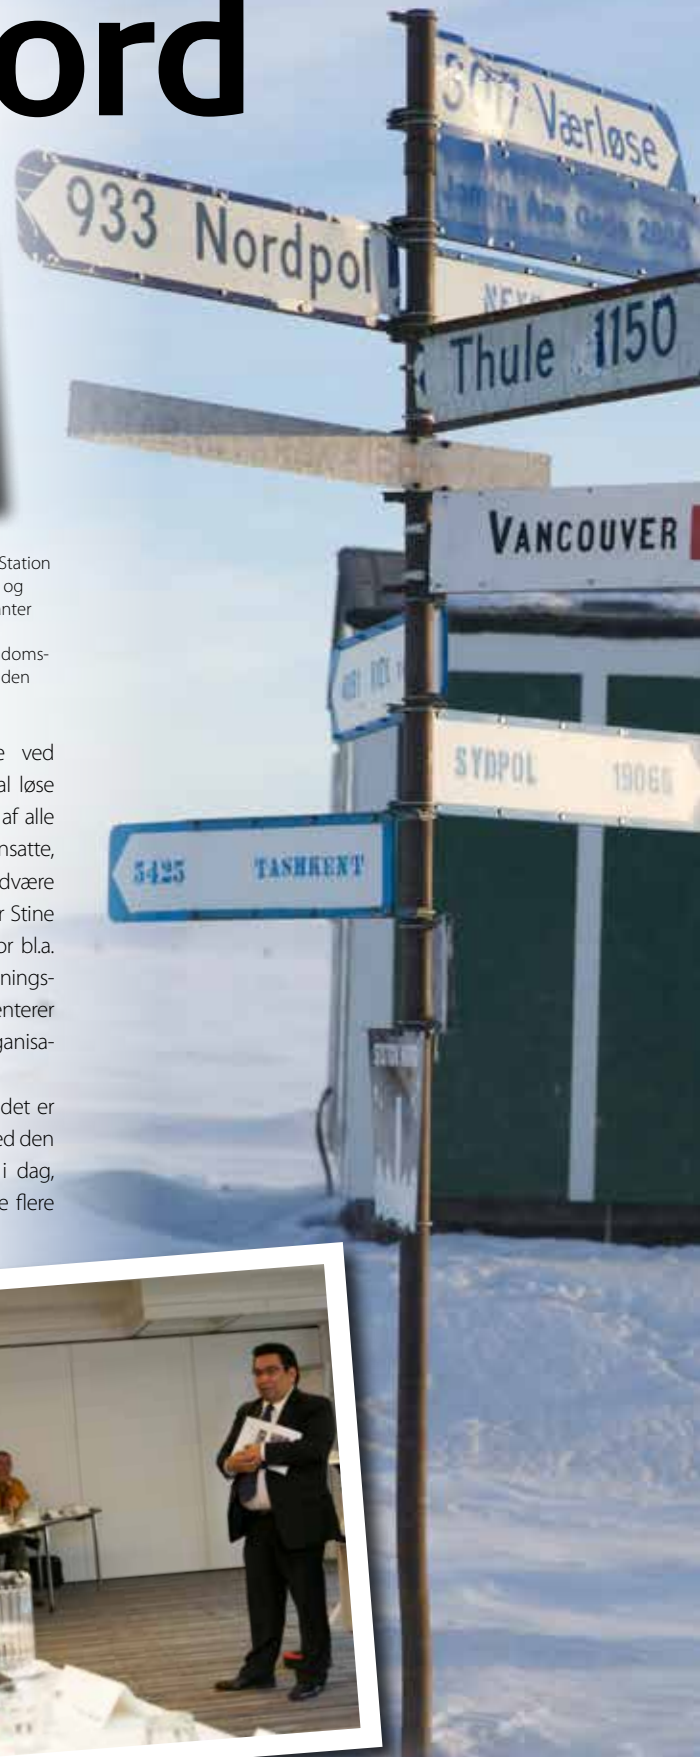 ord
Værløse
933 Nordpol
Thule 1150
VANCOUVER
SYDPOL 19066
5425 TASHKENT
Station
og
nter
doms-
den
e ved
al løse
af alle
nsatte,
dvære
r Stine
or bl.a.
nings-
enterer
ganisa-
det er
ed den
i dag,
e flere